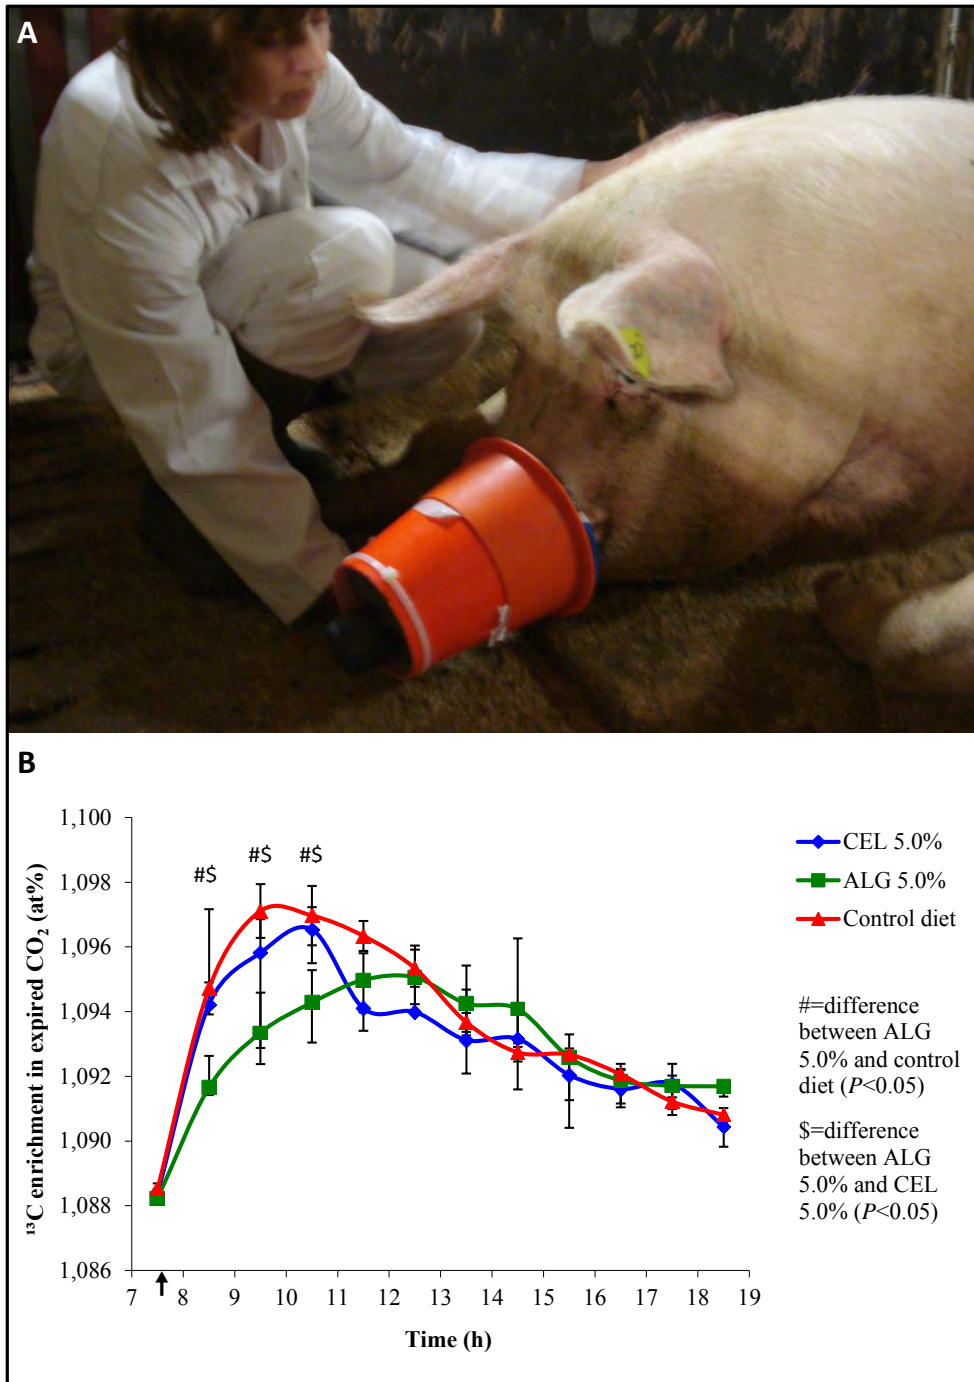 A
B
1,100
1,098
1,096
1,094
1,092
1,090
1,088
1,086
¹³C enrichment in expired CO₂ (at%)
#$
#$
#$
7 8 9 10 11 12 13 14 15 16 17 18 19
Time (h)
CEL 5.0%
ALG 5.0%
Control diet
#=difference
between ALG
5.0% and control
diet (P<0.05)
$=difference
between ALG
5.0% and CEL
5.0% (P<0.05)